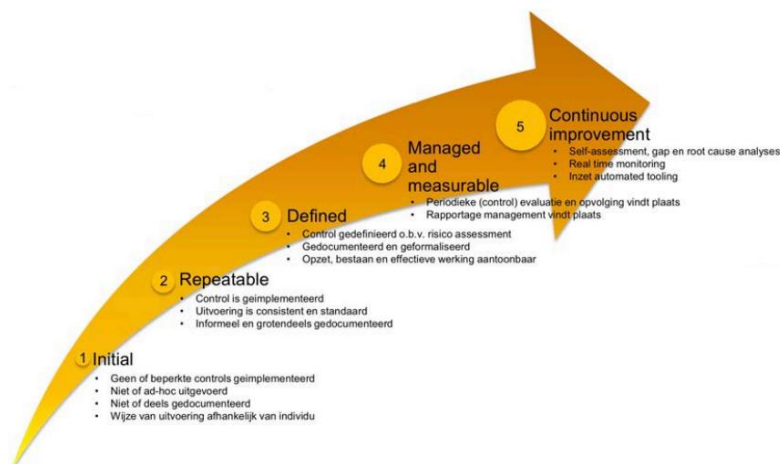 5
Continuous
improvement
• Self-assessment, gap en root cause analyses
• Real time monitoring
• Inzet automated tooling
4
Managed
and
measurable
• Periodieke (control) evaluatie en opvolging vindt plaats
• Rapportage management vindt plaats
3 Defined
• Control gedefinieerd o.b.v. risico assessment
• Gedocumenteerd en geformaliseerd
• Opzet, bestaan en effectieve werking aantoonbaar
2 Repeatable
• Control is geimplementeerd
• Uitvoering is consistent en standaard
• Informeel en grotendeels gedocumenteerd
1 Initial
• Geen of beperkte controls geimplementeerd
• Niet of ad-hoc uitgevoerd
• Niet of deels gedocumenteerd
• Wijze van uitvoering afhankelijk van individu